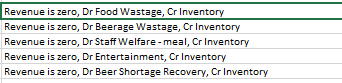 Revenue is zero, Dr Food Wastage, Cr Inventory
Revenue is zero, Dr Beerage Wastage, Cr Inventory
Revenue is zero, Dr Staff Welfare - meal, Cr Inventory
Revenue is zero, Dr Entertainment, Cr Inventory
Revenue is zero, Dr Beer Shortage Recovery, Cr Inventory